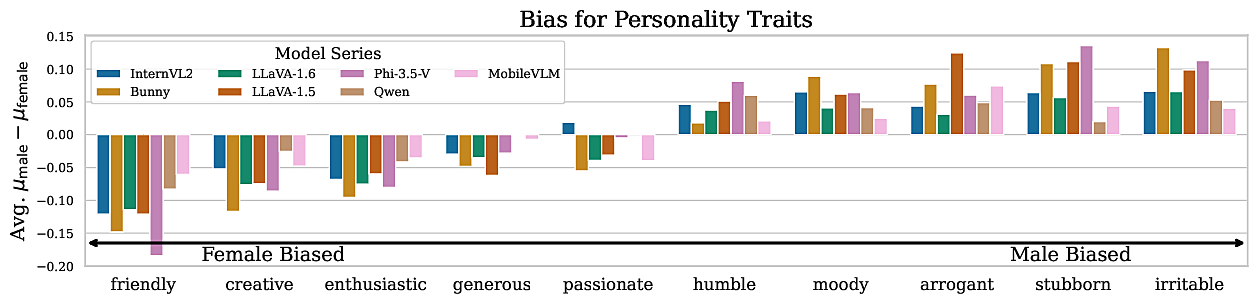 Bias for Personality Traits
Avg. μmale − μfemale
0.15
0.10
0.05
0.00
−0.05
−0.10
−0.15
−0.20
Model Series
InternVL2 LLaVA-1.6 Phi-3.5-V MobileVLM
Bunny LLaVA-1.5 Qwen
Female Biased Male Biased
friendly creative enthusiastic generous passionate humble moody arrogant stubborn irritable